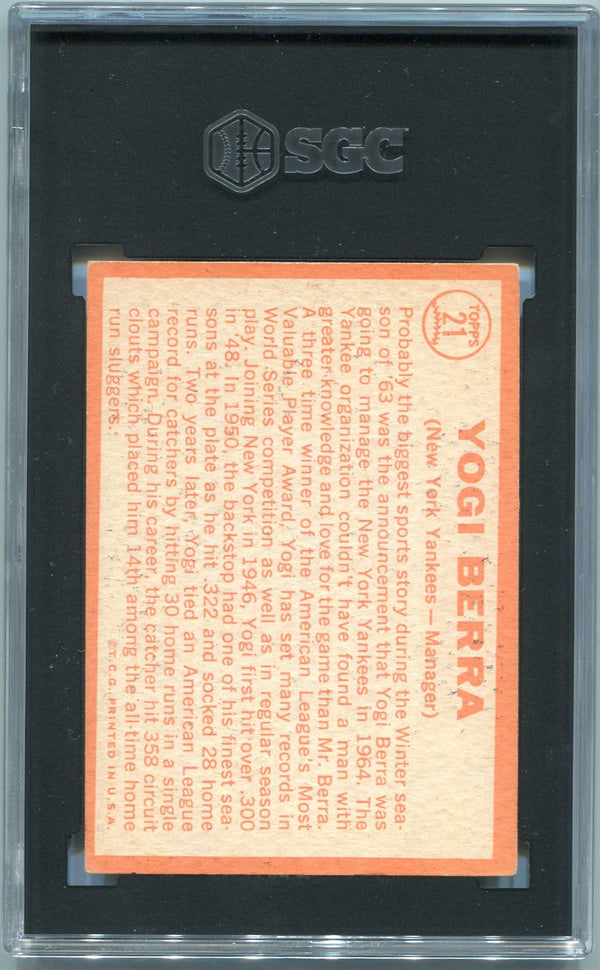 SGC
TOPPS
21
YOGI BERRA
(New York Yankees—Manager)
Probably the biggest sports story during the Winter sea-
son of '63 was the announcement that Yogi Berra was
going to manage the New York Yankees in 1964. The
Yankee organization couldn't have found a man with
greater knowledge and love for the game than Mr. Berra.
A three time winner of the American League's Most
Valuable Player Award, Yogi has set many records in
World Series competition as well as in regular season
play. Joining New York in 1946, Yogi first hit over .300
in '48. In 1950, the backstop had one of his finest sea-
sons at the plate as he hit .322 and socked 28 home
runs. Two years later, Yogi tied an American League
record for catchers by hitting 30 home runs in a single
campaign. During his career, the catcher hit 358 circuit
clouts which placed him 14th among the all-time home
run sluggers.
©T.C.G. PRINTED IN U.S.A.